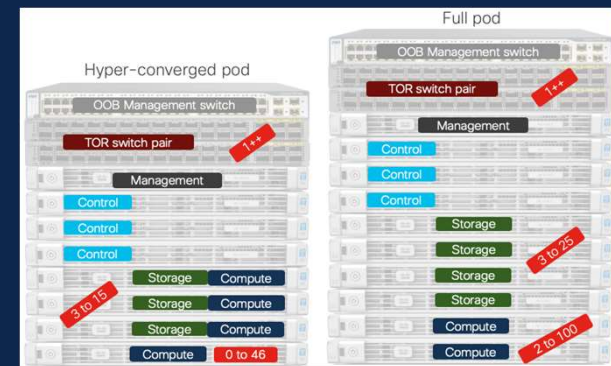 Hyper-converged pod
OOB Management switch
TOR switch pair
1++
Management
Control
Control
Control
Storage Compute
3 to 15
Storage Compute
Storage Compute
Compute 0 to 46
Full pod
OOB Management switch
TOR switch pair
1++
Management
Control
Control
Control
Storage
Storage
3 to 25
Storage
Storage
Compute
2 to 100
Compute